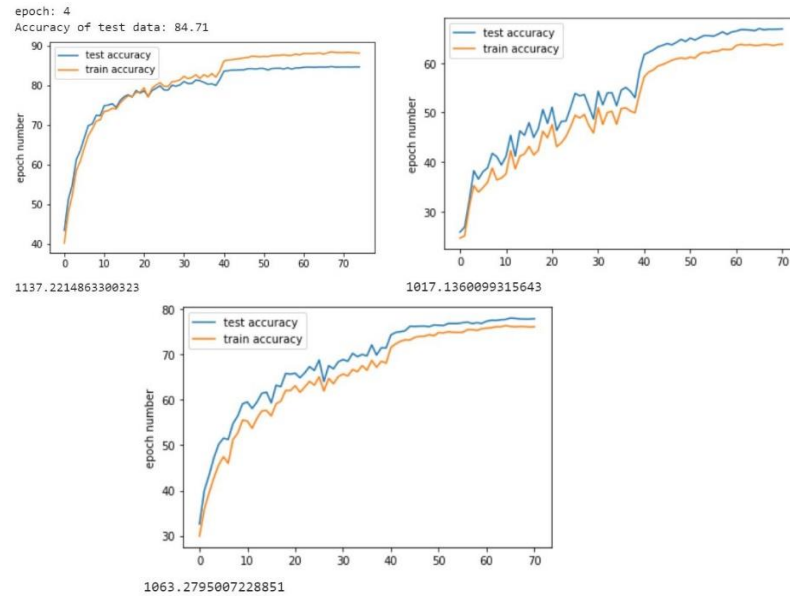 epoch: 4
Accuracy of test data: 84.71
90
80
70
60
50
40
epoch number
test accuracy
train accuracy
0 10 20 30 40 50 60 70
1137.2214863300323
60
50
40
30
epoch number
test accuracy
train accuracy
0 10 20 30 40 50 60 70
1017.1360099315643
80
70
60
50
40
30
epoch number
test accuracy
train accuracy
0 10 20 30 40 50 60 70
1063.2795007228851